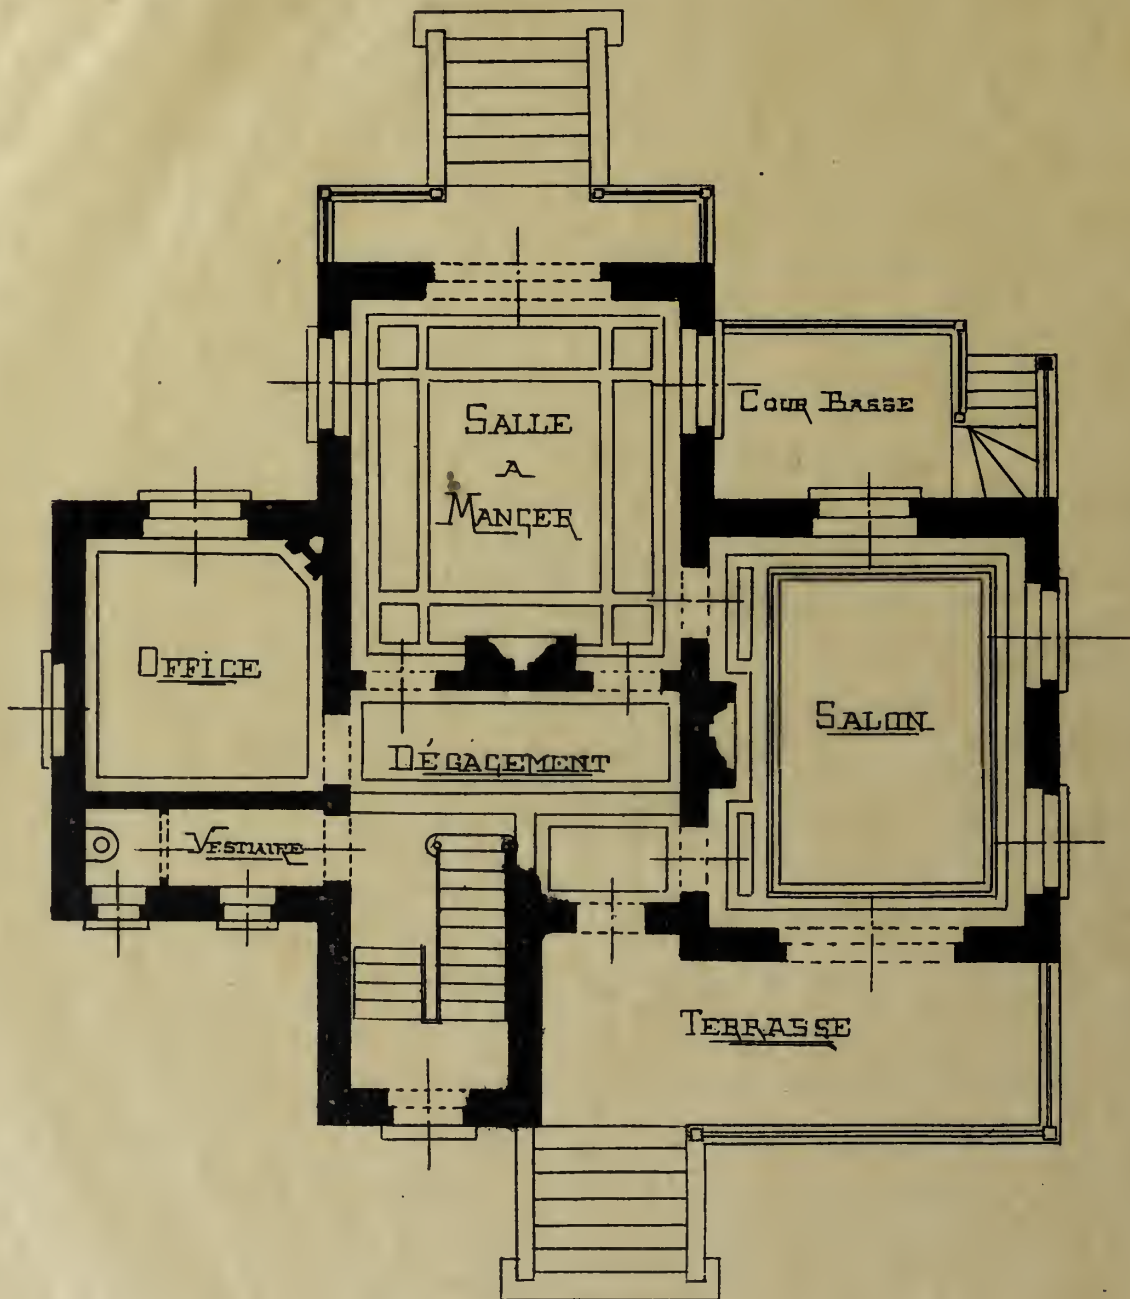 SALLE
A
MANGER
COUR BASSE
OFFICE
SALON
DÉGAGEMENT
VESTIAIRE
TERRASSE